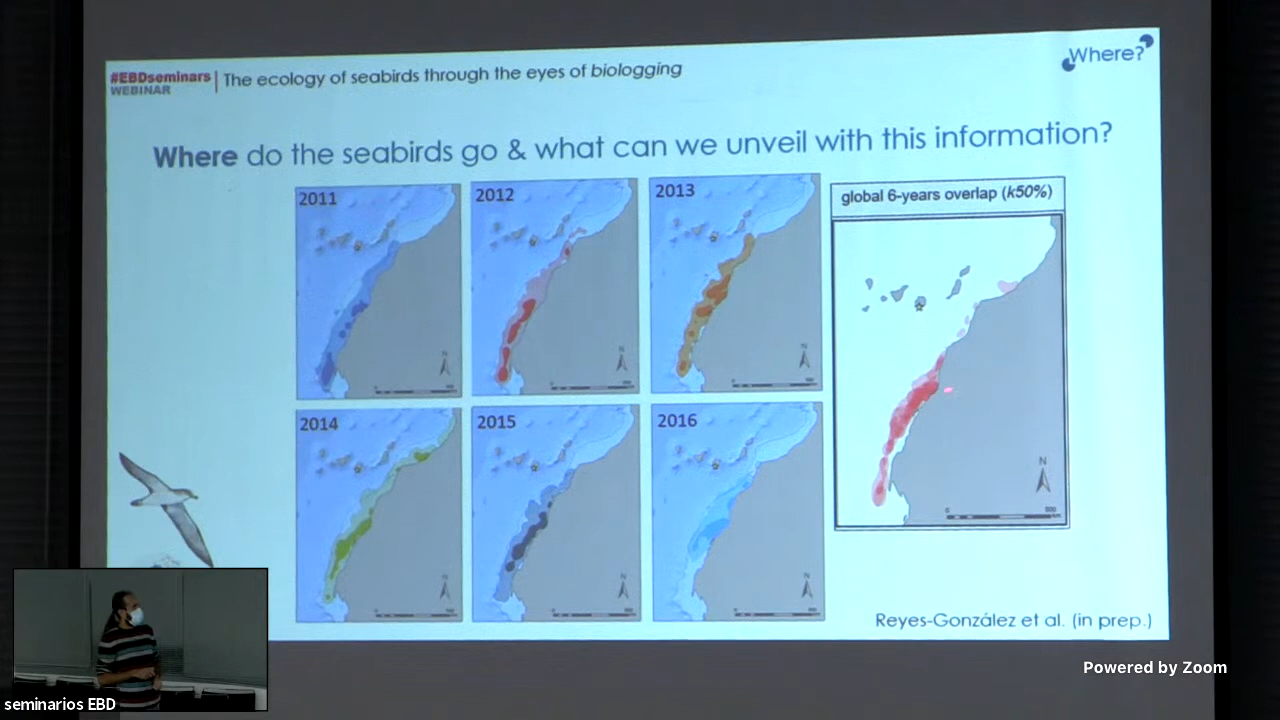 #EBDseminars
WEBINAR
The ecology of seabirds through the eyes of biologging
Where?
Where do the seabirds go & what can we unveil with this information?
2011
2012
2013
global 6-years overlap (k50%)
N
N
N
2014
2015
2016
N
0 500
N
N
N
Reyes-González et al. (in prep.)
Powered by Zoom
seminarios EBD